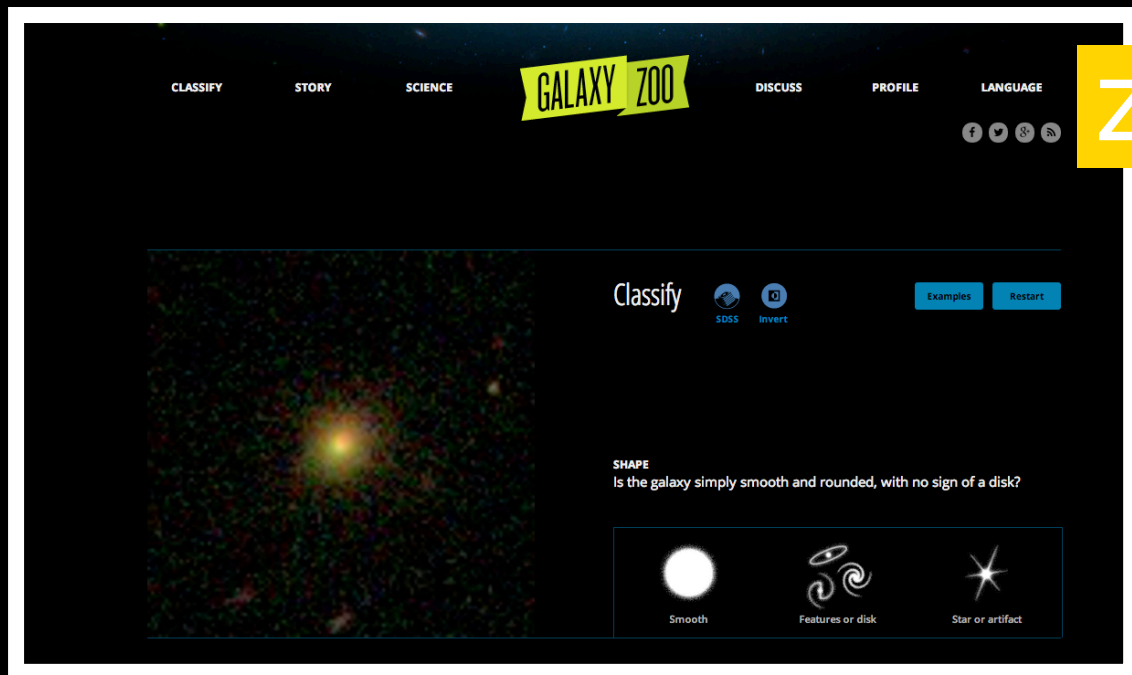 CLASSIFY STORY SCIENCE GALAXY ZOO DISCUSS PROFILE LANGUAGE
Z
Classify
SDSS Invert
Examples Restart
SHAPE
Is the galaxy simply smooth and rounded, with no sign of a disk?
Smooth Features or disk Star or artifact